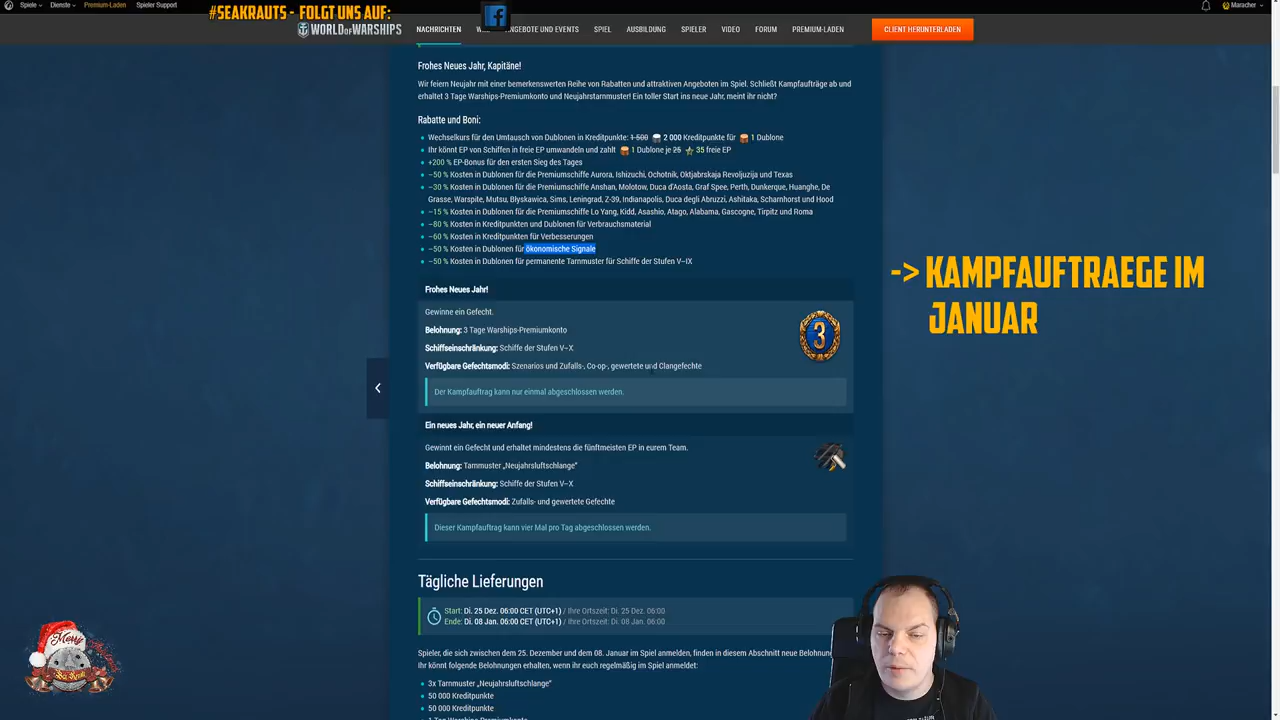 Spiele
Dienste
Premium-Laden
Spieler Support
#SEAKRAUTS - FOLGT UNS AUF:
Maracher
WORLD OF WARSHIPS
NACHRICHTEN
ANGEBOTE UND EVENTS
SPIEL
AUSBILDUNG
SPIELER
VIDEO
FORUM
PREMIUM-LADEN
CLIENT HERUNTERLADEN
Frohes Neues Jahr, Kapitäne!
Wir feiern Neujahr mit einer bemerkenswerten Reihe von Rabatten und attraktiven Angeboten im Spiel. Schließt Kampfaufträge ab und
erhaltet 3 Tage Warships-Premiumkonto und Neujahrstarnmuster! Ein toller Start ins neue Jahr, meint ihr nicht?
Rabatte und Boni:
Wechselkurs für den Umtausch von Dublonen in Kreditpunkte: 1 500 2 000 Kreditpunkte für 1 Dublone
Ihr könnt EP von Schiffen in freie EP umwandeln und zahlt 1 Dublone je 25 35 freie EP
+200 % EP-Bonus für den ersten Sieg des Tages
−50 % Kosten in Dublonen für die Premiumschiffe Aurora, Ishizuci, Ochotnik, Oktjabrskaja Revoljuzija und Texas
−30 % Kosten in Dublonen für die Premiumschiffe Anshan, Molotow, Duca d'Aosta, Graf Spee, Perth, Dunkerque, Huanghe, De
Grasse, Warspite, Mutsu, Błyskawica, Sims, Leningrad, Z-39, Indianapolis, Duca degli Abruzzi, Ashitaka, Scharnhorst und Hood
−15 % Kosten in Dublonen für die Premiumschiffe Lo Yang, Kidd, Asashio, Atago, Alabama, Gascogne, Tirpitz und Roma
−80 % Kosten in Kreditpunkten und Dublonen für Verbrauchsmaterial
−60 % Kosten in Kreditpunkten für Verbesserungen
−50 % Kosten in Dublonen für ökonomische Signale
−50 % Kosten in Dublonen für permanente Tarnmuster für Schiffe der Stufen V–IX
-> KAMPFAUFTRAEGE IM
JANUAR
Frohes Neues Jahr!
Gewinne ein Gefecht.
Belohnung: 3 Tage Warships-Premiumkonto
3
Schiffseinschränkung: Schiffe der Stufen V–X
Verfügbare Gefechtsmodi: Szenarios und Zufalls-, Co-op-, gewertete und Clangefechte
Der Kampfauftrag kann nur einmal abgeschlossen werden.
Ein neues Jahr, ein neuer Anfang!
Gewinnt ein Gefecht und erhaltet mindestens die fünftmeisten EP in eurem Team.
Belohnung: Tarnmuster „Neujahrsluftschlange“
Schiffseinschränkung: Schiffe der Stufen V–X
Verfügbare Gefechtsmodi: Zufalls- und gewertete Gefechte
Dieser Kampfauftrag kann vier Mal pro Tag abgeschlossen werden.
Tägliche Lieferungen
Start: Di. 25 Dez. 06:00 CET (UTC+1) / Ihre Ortszeit: Di. 25 Dez. 06:00
Ende: Di. 08 Jan. 06:00 CET (UTC+1) / Ihre Ortszeit: Di. 08 Jan. 06:00
Spieler, die sich zwischen dem 25. Dezember und dem 08. Januar im Spiel anmelden, finden in diesem Abschnitt neue
Ihr könnt folgende Belohnungen erhalten, wenn ihr euch regelmäßig im Spiel anmeldet:
3x Tarnmuster „Neujahrsluftschlange“
50 000 Kreditpunkte
50 000 Kreditpunkte
1 Tag Warships-Premiumkonto
Merry